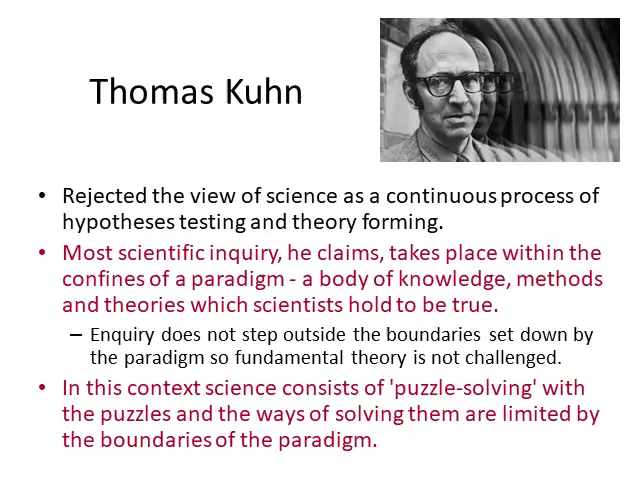 Thomas Kuhn
• Rejected the view of science as a continuous process of
hypotheses testing and theory forming.
• Most scientific inquiry, he claims, takes place within the
confines of a paradigm - a body of knowledge, methods
and theories which scientists hold to be true.
– Enquiry does not step outside the boundaries set down by
the paradigm so fundamental theory is not challenged.
• In this context science consists of 'puzzle-solving' with
the puzzles and the ways of solving them are limited by
the boundaries of the paradigm.